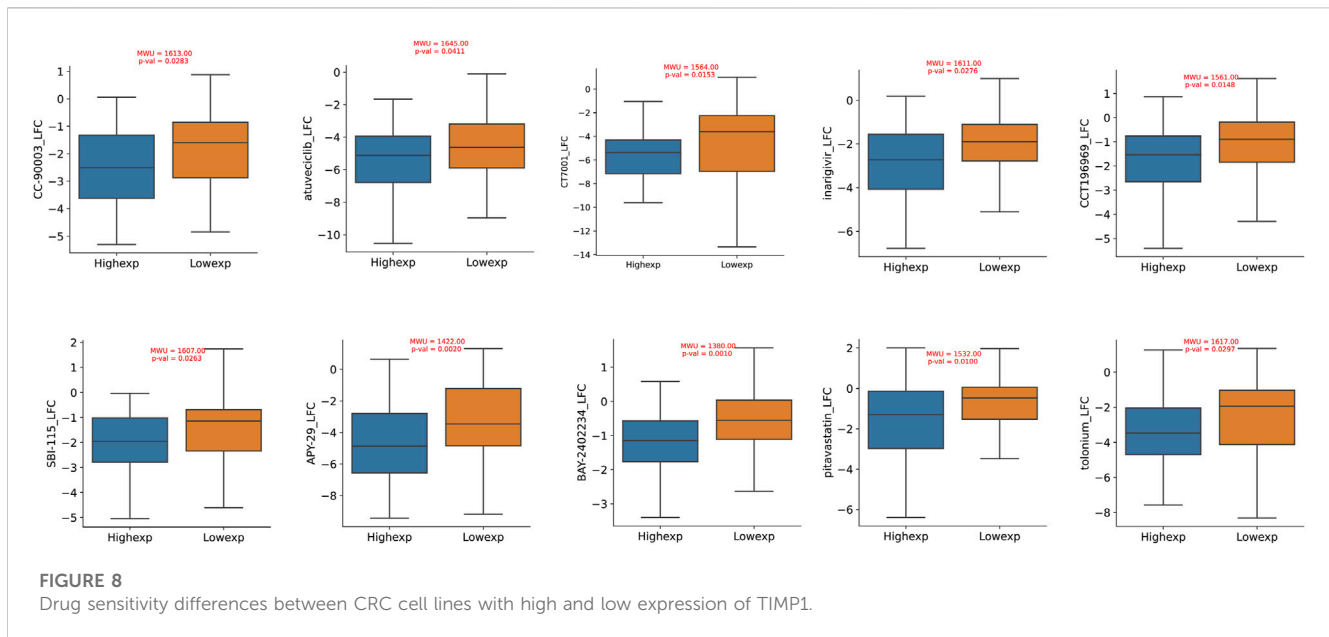 MWU = 1613.00
p-val = 0.0283
CC-90003_LFC
1
0
−1
−2
−3
−4
−5
Highexp Lowexp
MWU = 1645.00
p-val = 0.0411
atuveciclib_LFC
0
−2
−4
−6
−8
−10
Highexp Lowexp
MWU = 1564.00
p-val = 0.0153
CT7001_LFC
0
−2
−4
−6
−8
−10
−12
−14
Highexp Lowexp
MWU = 1611.00
p-val = 0.0276
inarigivir_LFC
0
−2
−4
−6
Highexp Lowexp
MWU = 1561.00
p-val = 0.0148
CCT196969_LFC
1
0
−1
−2
−3
−4
−5
Highexp Lowexp
MWU = 1607.00
p-val = 0.0263
SBI-115_LFC
2
1
0
−1
−2
−3
−4
−5
Highexp Lowexp
MWU = 1422.00
p-val = 0.0020
APY-29_LFC
0
−2
−4
−6
−8
Highexp Lowexp
MWU = 1380.00
p-val = 0.0010
BAY-2402234_LFC
1
0
−1
−2
−3
Highexp Lowexp
MWU = 1532.00
p-val = 0.0100
pitavastatin_LFC
2
0
−2
−4
−6
Highexp Lowexp
MWU = 1617.00
p-val = 0.0297
tolonium_LFC
0
−2
−4
−6
−8
Highexp Lowexp
FIGURE 8
Drug sensitivity differences between CRC cell lines with high and low expression of TIMP1.